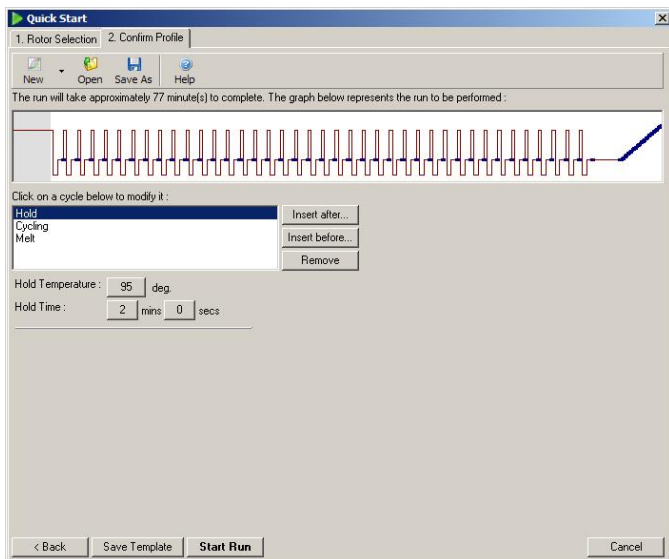 Quick Start
1. Rotor Selection 2. Confirm Profile
New Open Save As Help
The run will take approximately 77 minute(s) to complete. The graph below represents the run to be performed :
Click on a cycle below to modify it :
Hold
Cycling
Melt
Insert after...
Insert before...
Remove
Hold Temperature : 95 deg.
Hold Time : 2 mins 0 secs
< Back Save Template Start Run Cancel